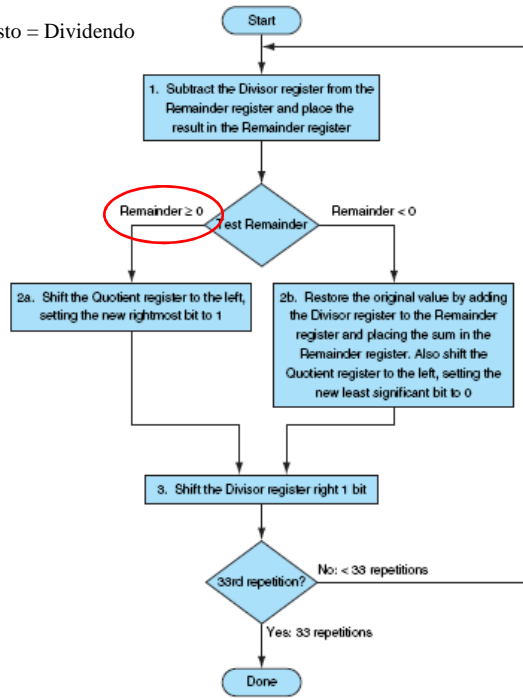 sto = Dividendo
Start
1. Subtract the Divisor register from the
Remainder register and place the
result in the Remainder register
Remainder ≥ 0
Test Remainder
Remainder < 0
2a. Shift the Quotient register to the left,
setting the new rightmost bit to 1
2b. Restore the original value by adding
the Divisor register to the Remainder
register and placing the sum in the
Remainder register. Also shift the
Quotient register to the left, setting the
new least significant bit to 0
3. Shift the Divisor register right 1 bit
33rd repetition?
No: < 33 repetitions
Yes: 33 repetitions
Done